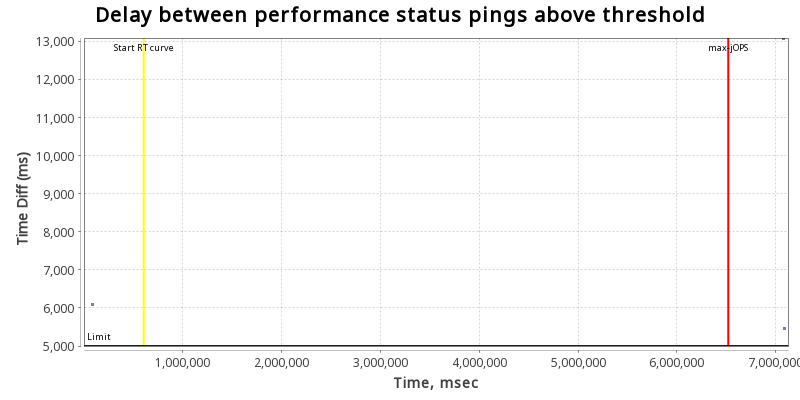 Delay between performance status pings above threshold
13,000
Start RT curve
max-jOPS
12,000
11,000
10,000
9,000
8,000
7,000
6,000
5,000
Limit
Time Diff (ms)
1,000,000
2,000,000
3,000,000
4,000,000
5,000,000
6,000,000
7,000,000
Time, msec